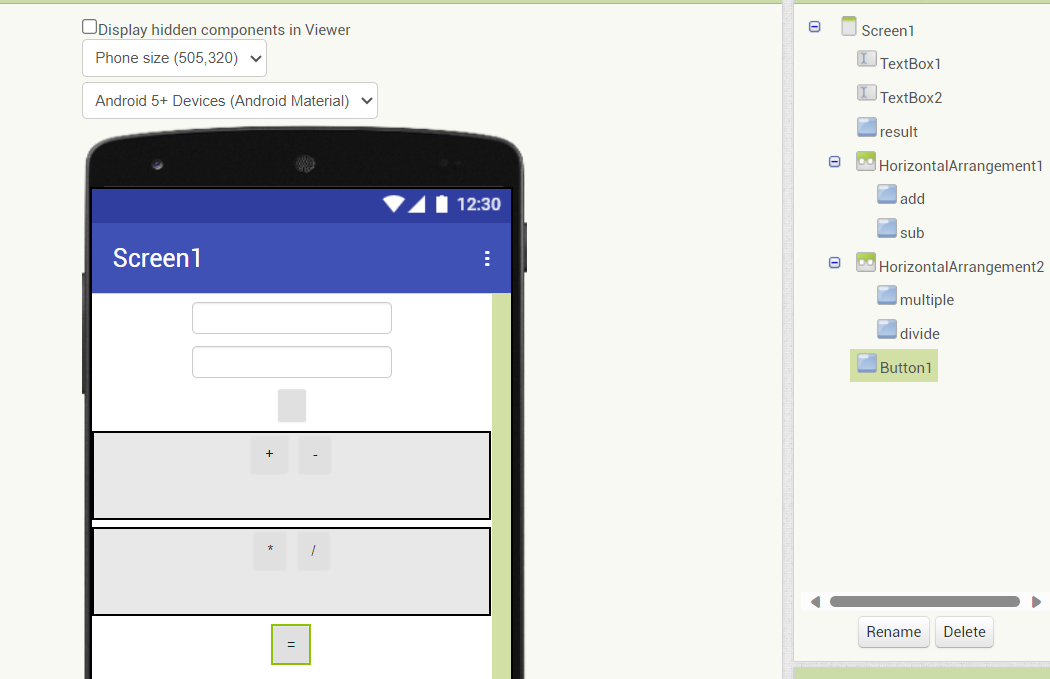 Display hidden components in Viewer
Phone size (505,320)
Android 5+ Devices (Android Material)
12:30
Screen1
+ -
* /
=
Screen1
TextBox1
TextBox2
result
HorizontalArrangement1
add
sub
HorizontalArrangement2
multiple
divide
Button1
Rename Delete